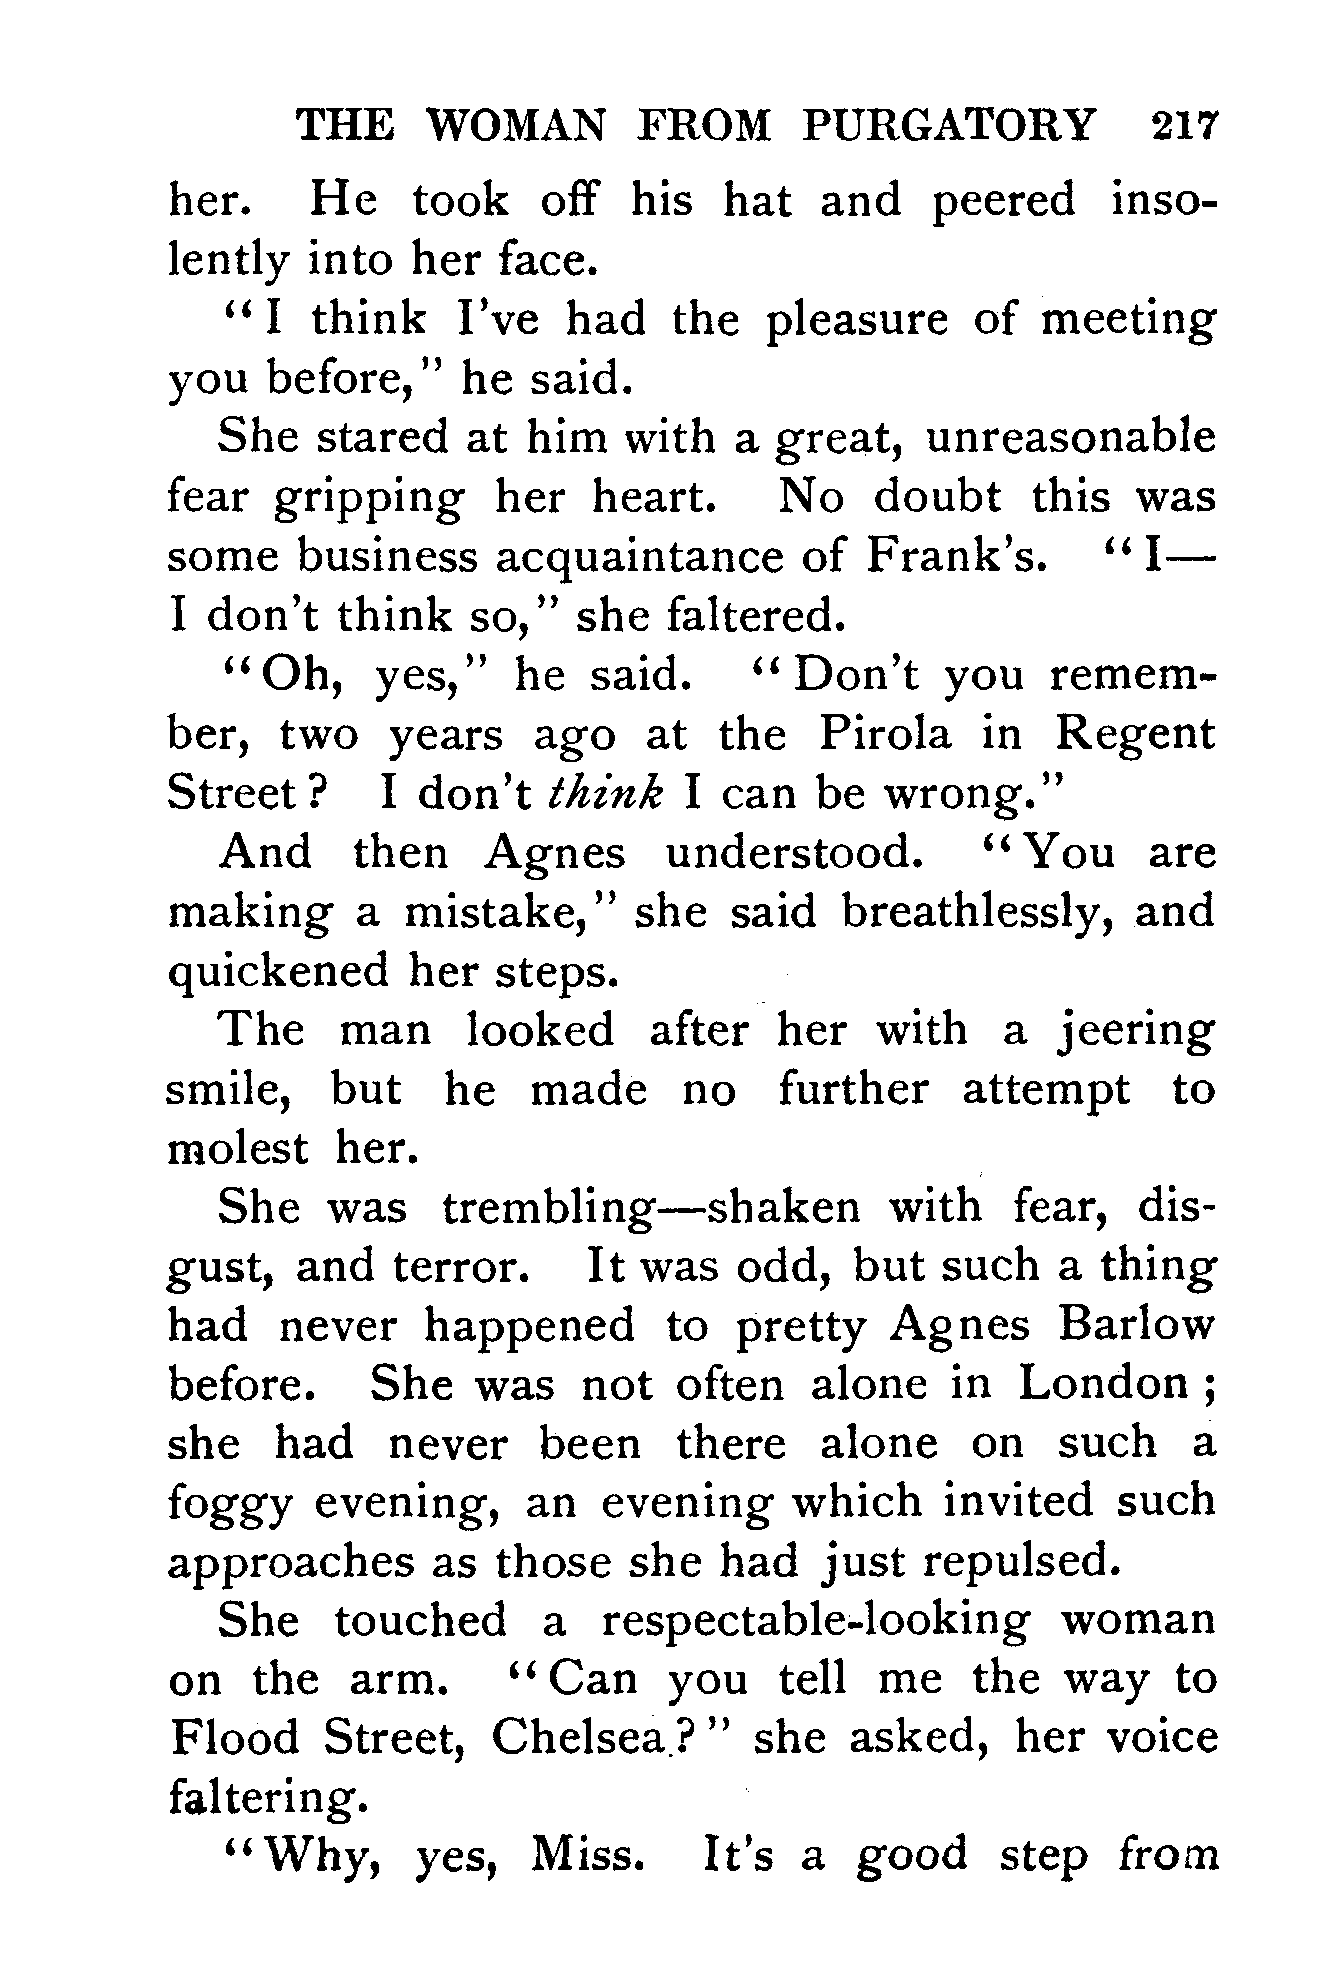 THE WOMAN FROM PURGATORY 217
her. He took off his hat and peered inso-
lently into her face.
“I think I've had the pleasure of meeting
you before,” he said.
She stared at him with a great, unreasonable
fear gripping her heart. No doubt this was
some business acquaintance of Frank's. “I—
I don't think so,” she faltered.
“Oh, yes,” he said. “Don't you remem-
ber, two years ago at the Pirola in Regent
Street? I don't think I can be wrong.”
And then Agnes understood. “You are
making a mistake,” she said breathlessly, and
quickened her steps.
The man looked after her with a jeering
smile, but he made no further attempt to
molest her.
She was trembling—shaken with fear, dis-
gust, and terror. It was odd, but such a thing
had never happened to pretty Agnes Barlow
before. She was not often alone in London;
she had never been there alone on such a
foggy evening, an evening which invited such
approaches as those she had just repulsed.
She touched a respectable-looking woman
on the arm. “Can you tell me the way to
Flood Street, Chelsea?” she asked, her voice
faltering.
“Why, yes, Miss. It's a good step from